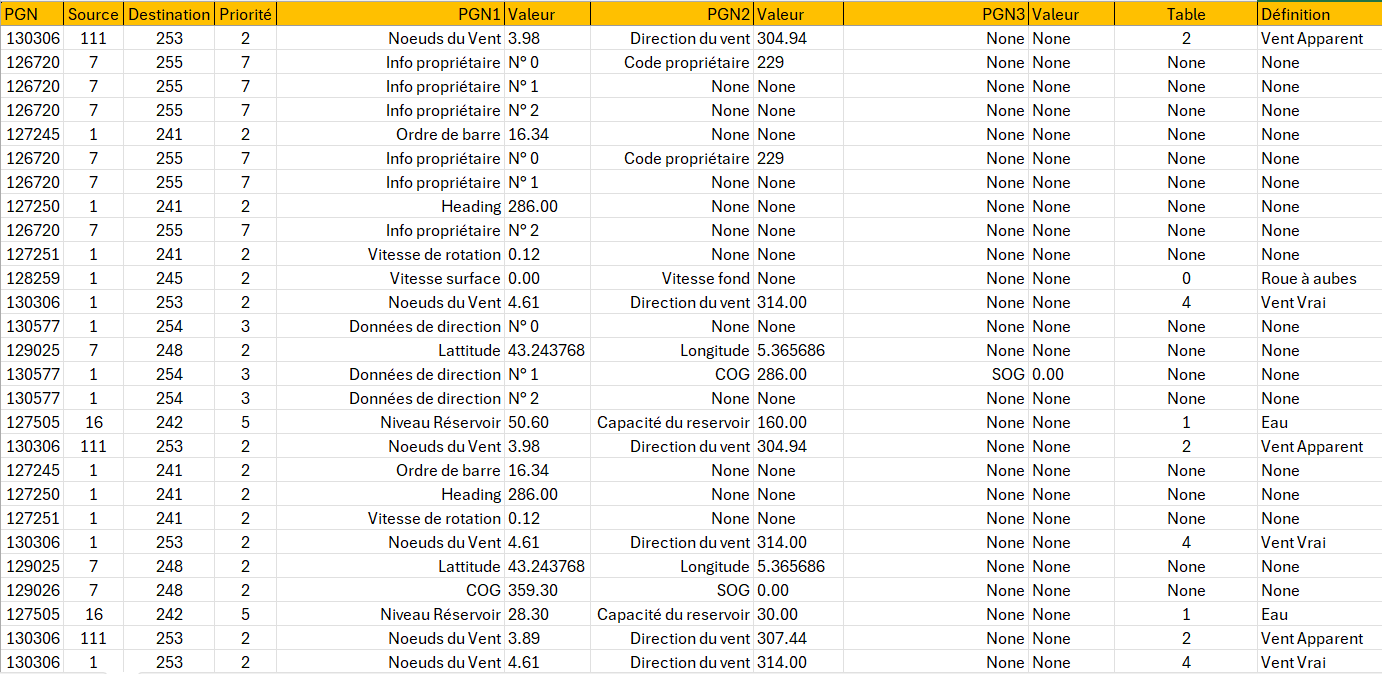 PGN Source Destination Priorité PGN1 Valeur PGN2 Valeur PGN3 Valeur Table Définition
130306 111 253 2 Noeuds du Vent 3.98 Direction du vent 304.94 None None 2 Vent Apparent
126720 7 255 7 Info propriétaire N° 0 Code propriétaire 229 None None None None
126720 7 255 7 Info propriétaire N° 1 None None None None None None
126720 7 255 7 Info propriétaire N° 2 None None None None None None
127245 1 241 2 Ordre de barre 16.34 None None None None None None
126720 7 255 7 Info propriétaire N° 0 Code propriétaire 229 None None None None
126720 7 255 7 Info propriétaire N° 1 None None None None None None
127250 1 241 2 Heading 286.00 None None None None None None
126720 7 255 7 Info propriétaire N° 2 None None None None None None
127251 1 241 2 Vitesse de rotation 0.12 None None None None None None
128259 1 245 2 Vitesse surface 0.00 Vitesse fond None None None 0 Roue à aubes
130306 1 253 2 Noeuds du Vent 4.61 Direction du vent 314.00 None None 4 Vent Vrai
130577 1 254 3 Données de direction N° 0 None None None None None None
129025 7 248 2 Lattitude 43.243768 Longitude 5.365686 None None None None
130577 1 254 3 Données de direction N° 1 COG 286.00 SOG 0.00 None None
130577 1 254 3 Données de direction N° 2 None None None None None None
127505 16 242 5 Niveau Réservoir 50.60 Capacité du reservoir 160.00 None None 1 Eau
130306 111 253 2 Noeuds du Vent 3.98 Direction du vent 304.94 None None 2 Vent Apparent
127245 1 241 2 Ordre de barre 16.34 None None None None None None
127250 1 241 2 Heading 286.00 None None None None None None
127251 1 241 2 Vitesse de rotation 0.12 None None None None None None
130306 1 253 2 Noeuds du Vent 4.61 Direction du vent 314.00 None None 4 Vent Vrai
129025 7 248 2 Lattitude 43.243768 Longitude 5.365686 None None None None
129026 7 248 2 COG 359.30 SOG 0.00 None None None None
127505 16 242 5 Niveau Réservoir 28.30 Capacité du reservoir 30.00 None None 1 Eau
130306 111 253 2 Noeuds du Vent 3.89 Direction du vent 307.44 None None 2 Vent Apparent
130306 1 253 2 Noeuds du Vent 4.61 Direction du vent 314.00 None None 4 Vent Vrai